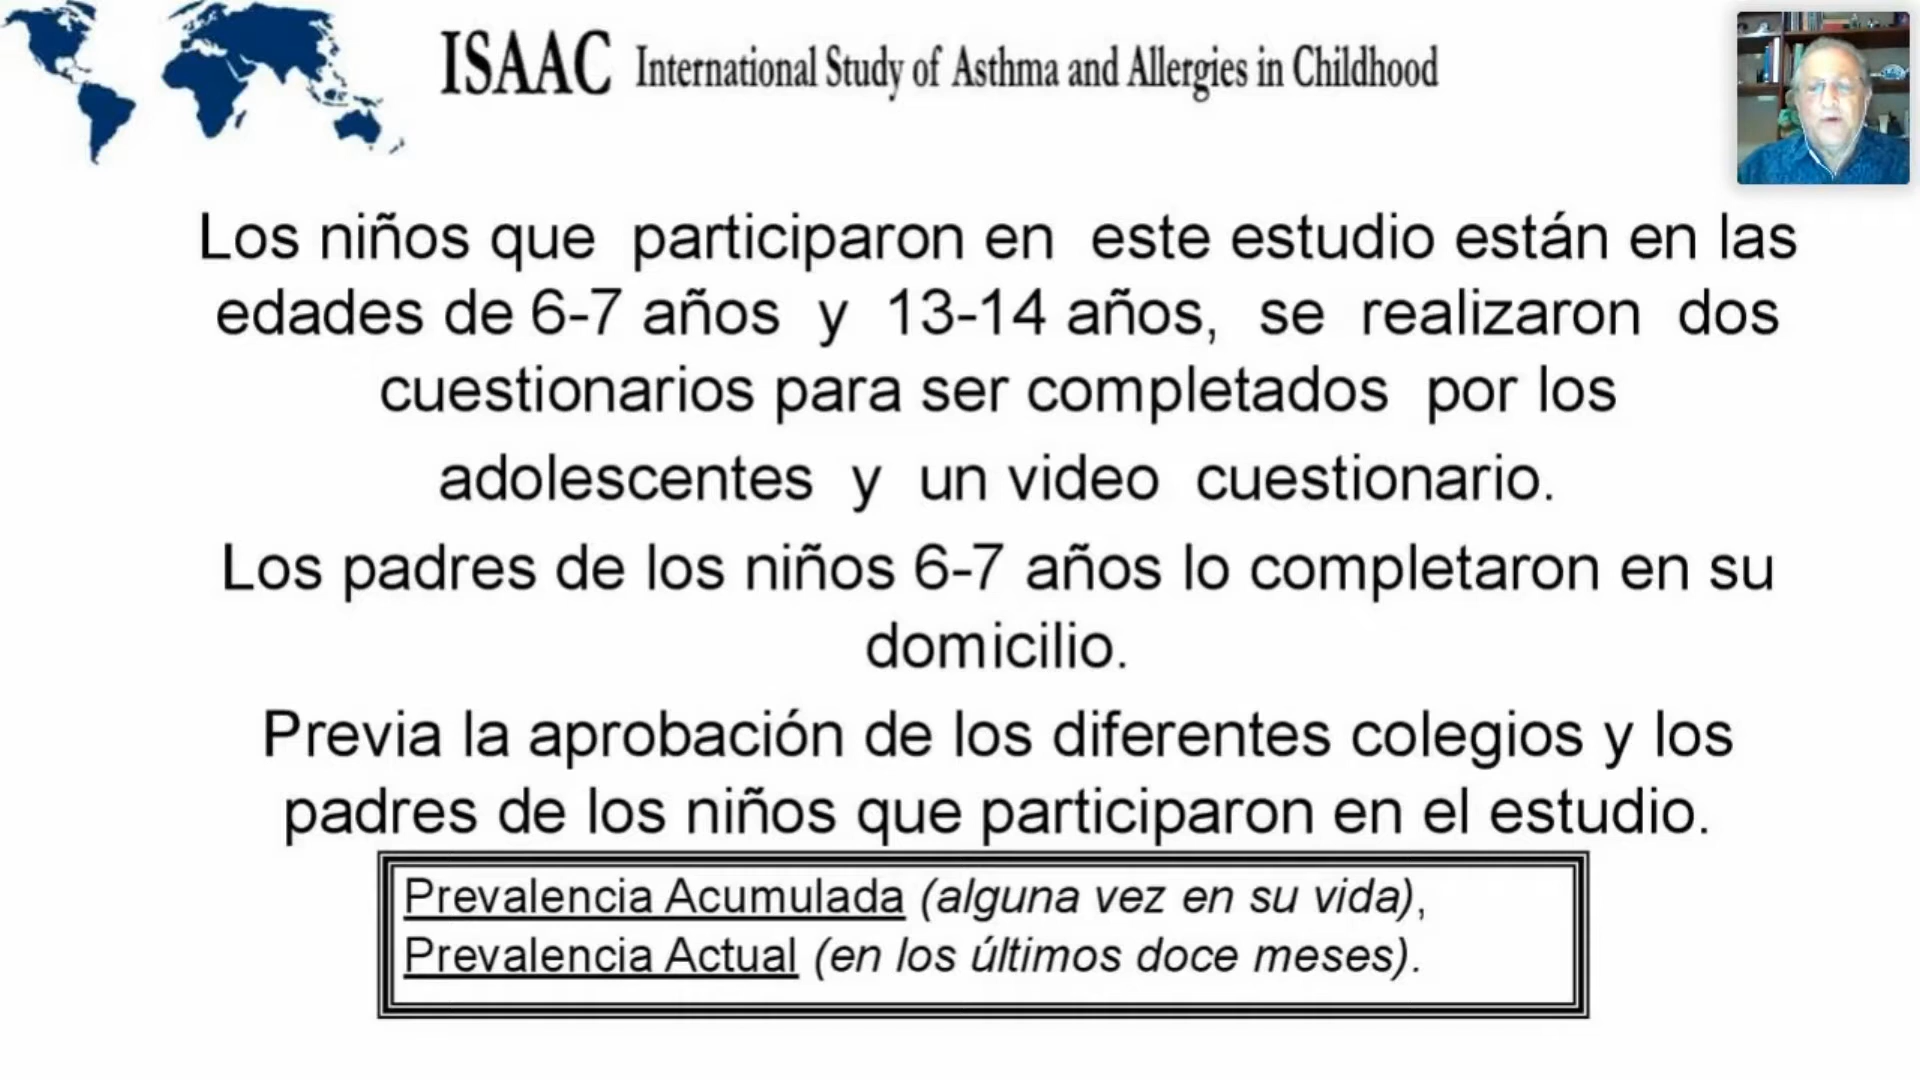 ISAAC International Study of Asthma and Allergies in Childhood
Los niños que participaron en este estudio están en las
edades de 6-7 años y 13-14 años, se realizaron dos
cuestionarios para ser completados por los
adolescentes y un video cuestionario.
Los padres de los niños 6-7 años lo completaron en su
domicilio.
Previa la aprobación de los diferentes colegios y los
padres de los niños que participaron en el estudio.
Prevalencia Acumulada (alguna vez en su vida),
Prevalencia Actual (en los últimos doce meses).